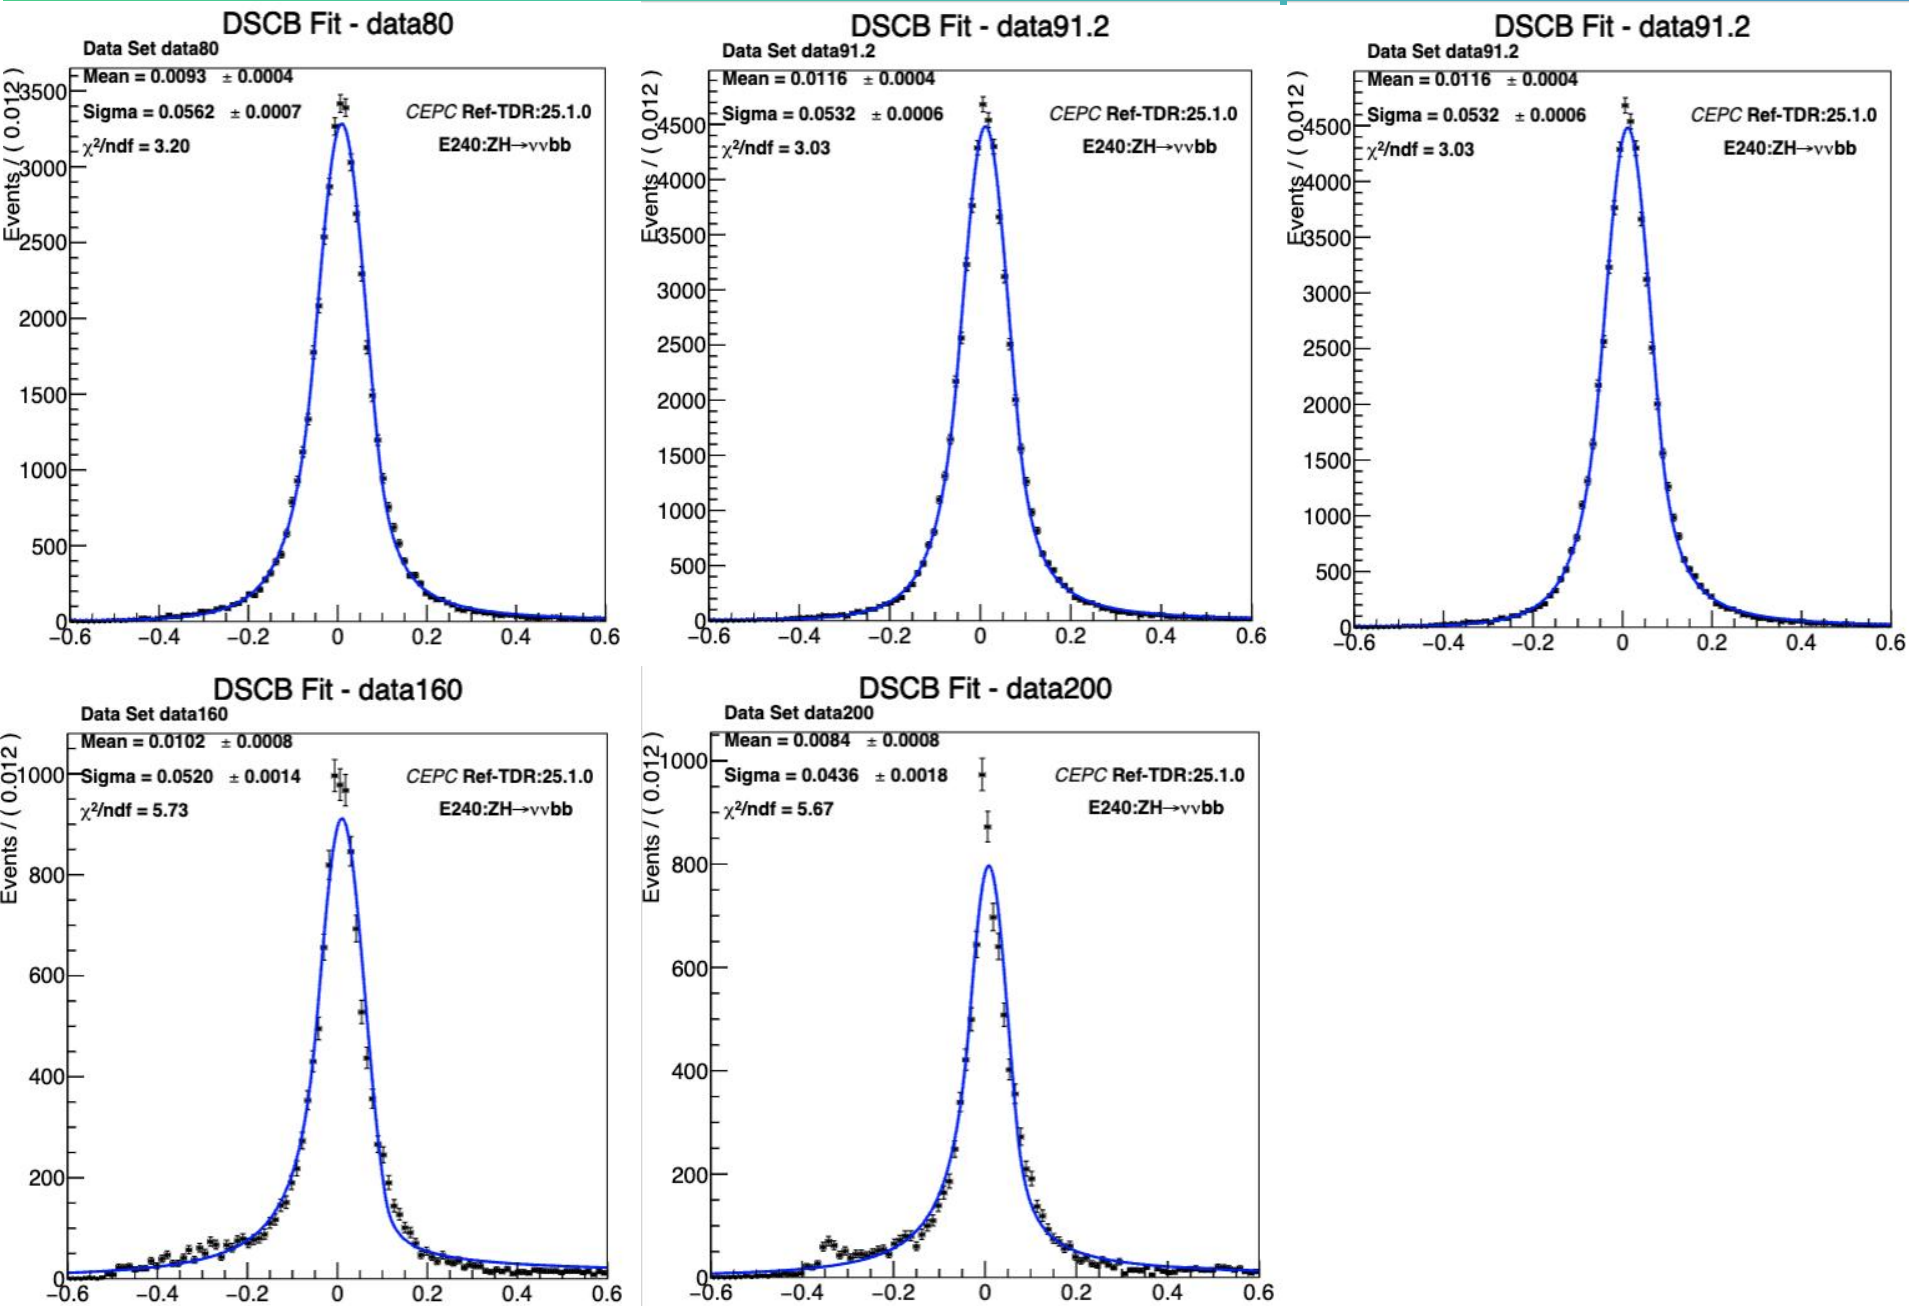 DSCB Fit - data80
Data Set data80
Mean = 0.0093 ± 0.0004
Sigma = 0.0562 ± 0.0007
χ²/ndf = 3.20
CEPC Ref-TDR:25.1.0
E240:ZH→ννbb
Events / ( 0.012 )
3500
3000
2500
2000
1500
1000
500
0
−0.6 −0.4 −0.2 0 0.2 0.4 0.6
DSCB Fit - data91.2
Data Set data91.2
Mean = 0.0116 ± 0.0004
Sigma = 0.0532 ± 0.0006
χ²/ndf = 3.03
CEPC Ref-TDR:25.1.0
E240:ZH→ννbb
Events / ( 0.012 )
4500
4000
3500
3000
2500
2000
1500
1000
500
0
−0.6 −0.4 −0.2 0 0.2 0.4 0.6
DSCB Fit - data91.2
Data Set data91.2
Mean = 0.0116 ± 0.0004
Sigma = 0.0532 ± 0.0006
χ²/ndf = 3.03
CEPC Ref-TDR:25.1.0
E240:ZH→ννbb
Events / ( 0.012 )
4500
4000
3500
3000
2500
2000
1500
1000
500
0
−0.6 −0.4 −0.2 0 0.2 0.4 0.6
DSCB Fit - data160
Data Set data160
Mean = 0.0102 ± 0.0008
Sigma = 0.0520 ± 0.0014
χ²/ndf = 5.73
CEPC Ref-TDR:25.1.0
E240:ZH→ννbb
Events / ( 0.012 )
1000
800
600
400
200
0
−0.6 −0.4 −0.2 0 0.2 0.4 0.6
DSCB Fit - data200
Data Set data200
Mean = 0.0084 ± 0.0008
Sigma = 0.0436 ± 0.0018
χ²/ndf = 5.67
CEPC Ref-TDR:25.1.0
E240:ZH→ννbb
Events / ( 0.012 )
1000
800
600
400
200
0
−0.6 −0.4 −0.2 0 0.2 0.4 0.6